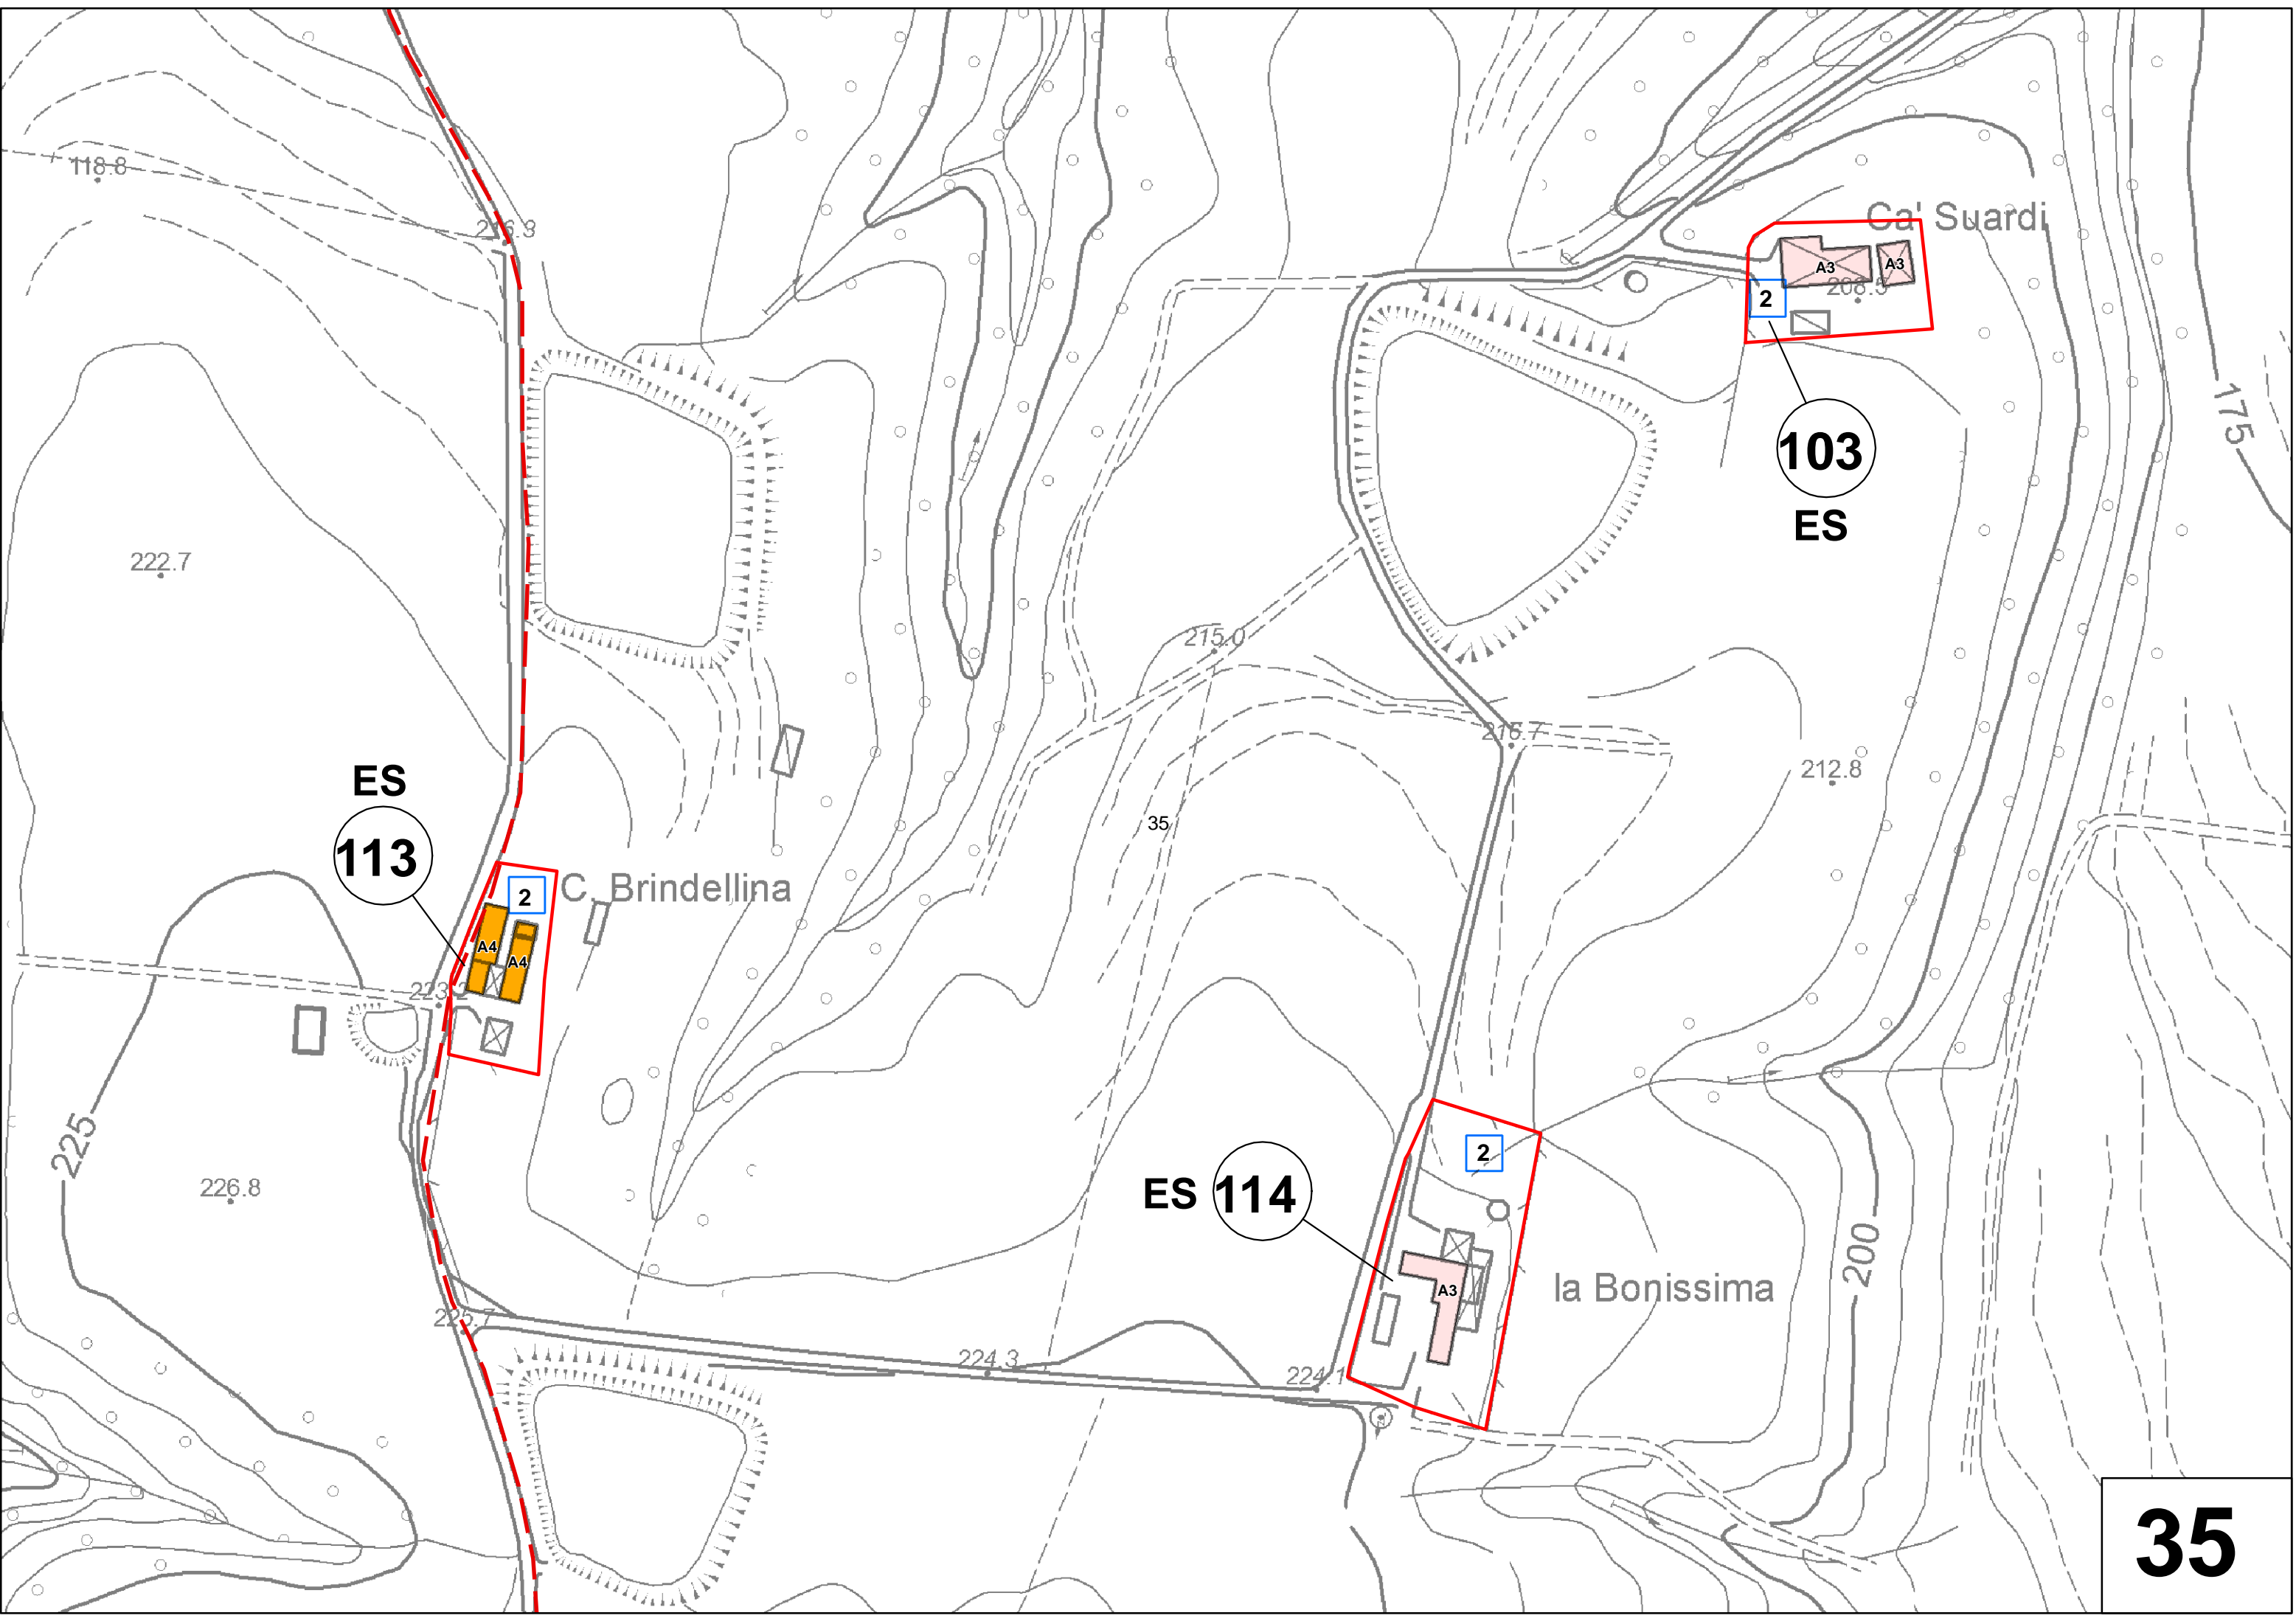 118.8
216.3
Ca' Suardi
A3
A3
208.5
2
175
103
ES
222.7
215.0
216.7
212.8
ES
35
113
2
C. Brindellina
A4
A4
223.2
225
226.8
2
ES 114
200
la Bonissima
A3
225.7
224.3
224.1
35